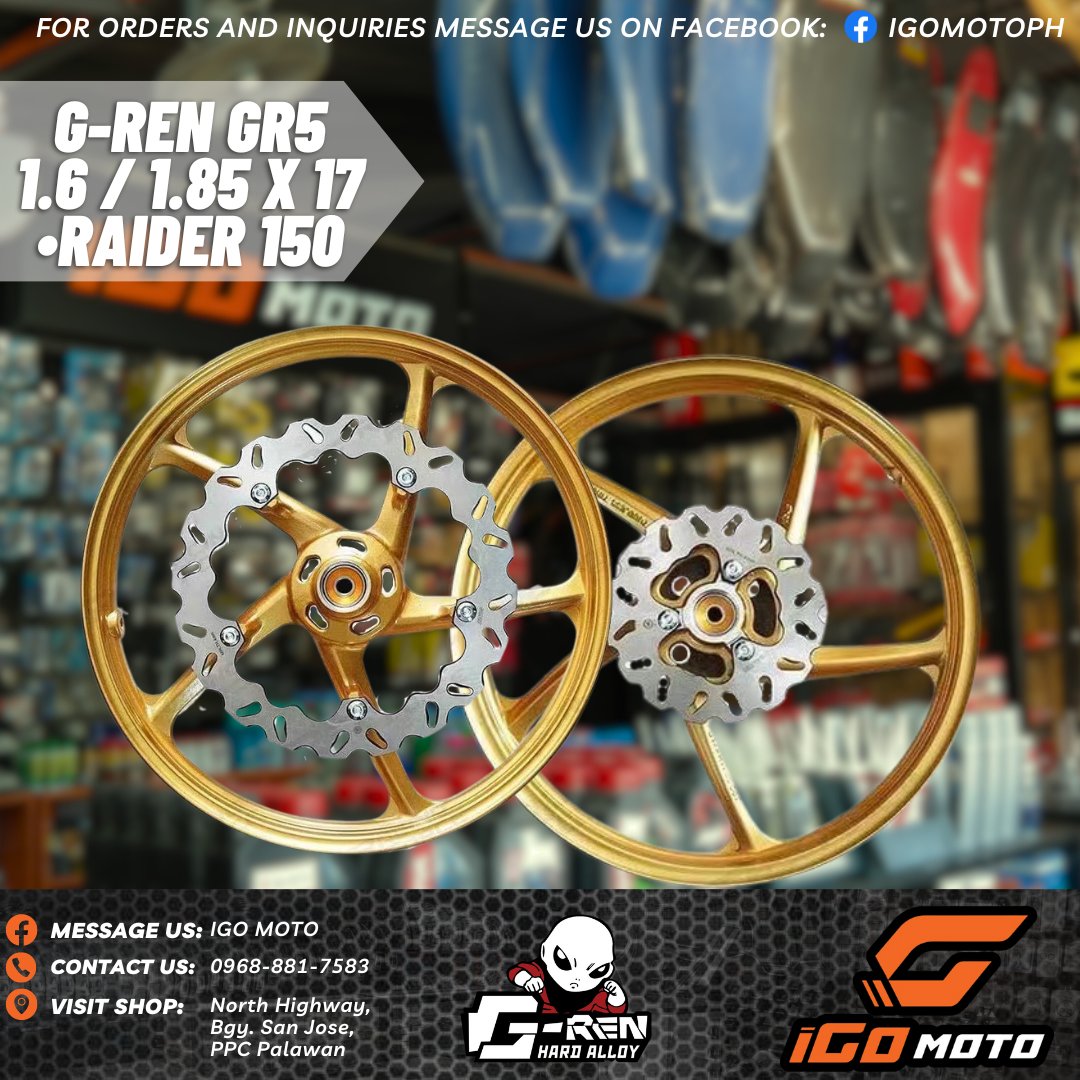 FOR ORDERS AND INQUIRIES MESSAGE US ON FACEBOOK: IGOMOTOPH
G-REN GR5
1.6 / 1.85 X 17
•RAIDER 150
iGO MOTO
MESSAGE US: IGO MOTO
CONTACT US: 0968-881-7583
VISIT SHOP: North Highway,
Bgy. San Jose,
PPC Palawan
G-REN
HARD ALLOY
iGO MOTO